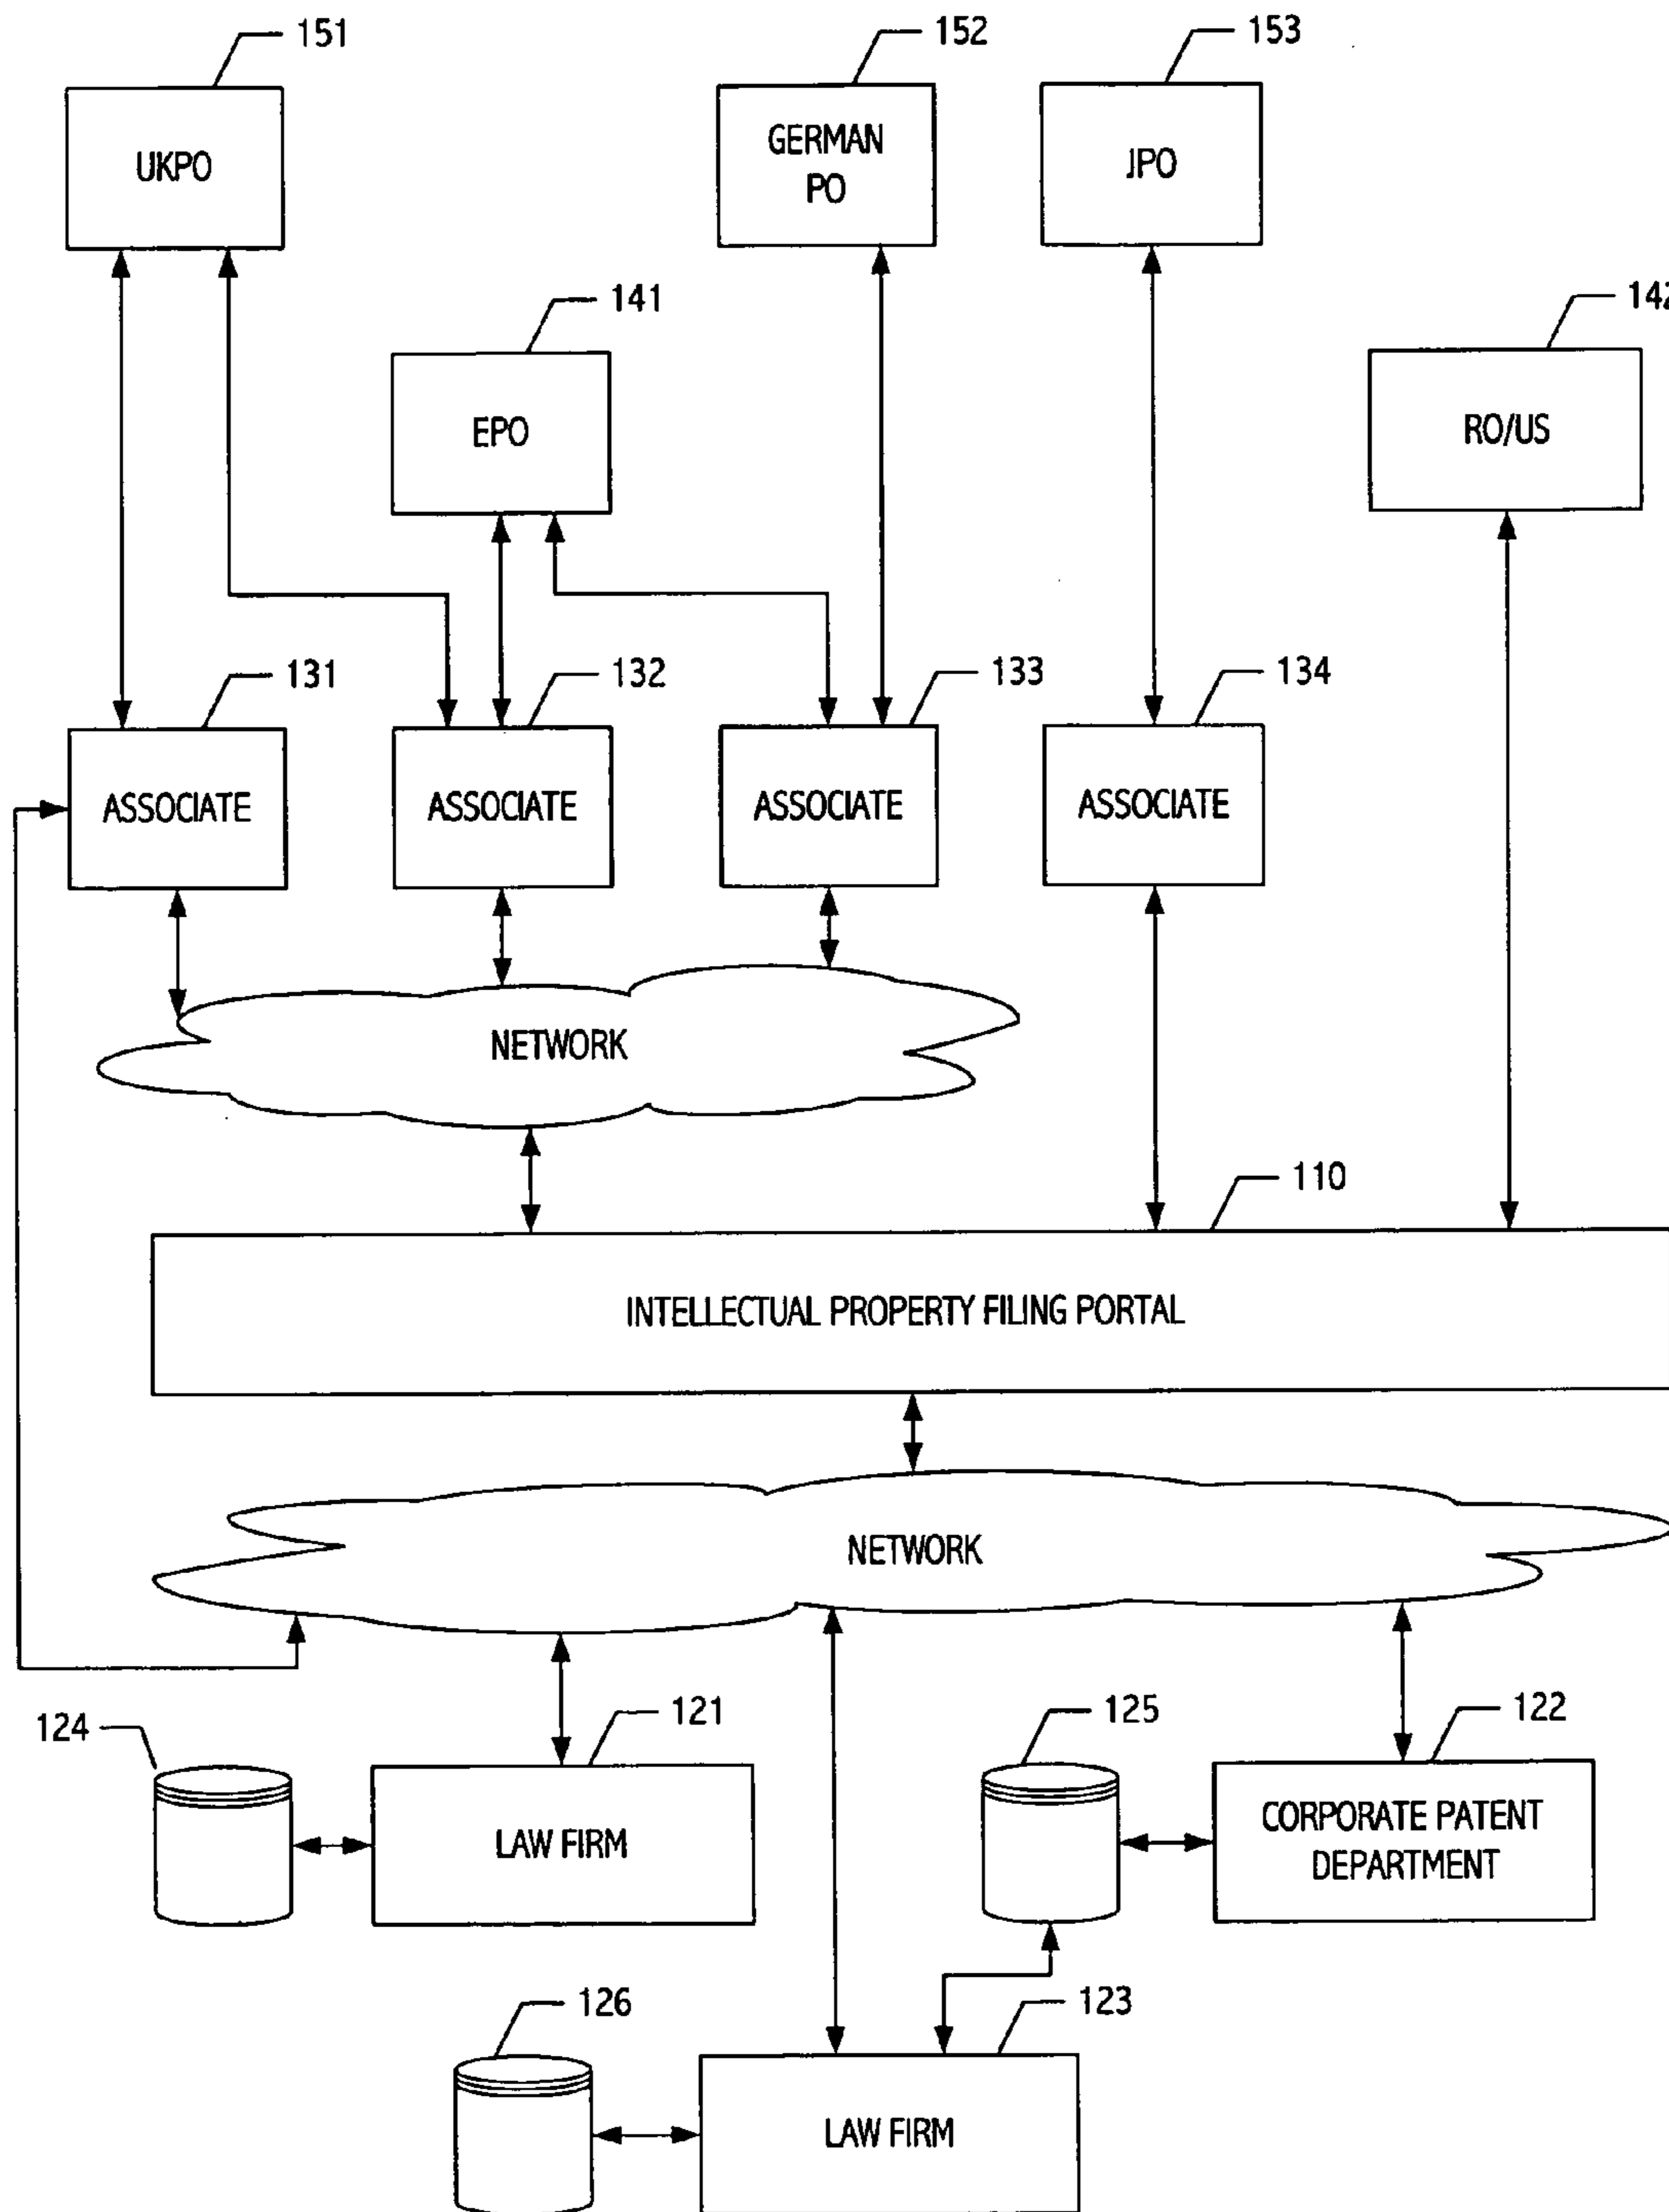 151
152
153
UKPO
GERMAN
PO
JPO
141
142
EPO
RO/US
131
132
133
134
ASSOCIATE
ASSOCIATE
ASSOCIATE
ASSOCIATE
NETWORK
110
INTELLECTUAL PROPERTY FILING PORTAL
NETWORK
124
121
125
122
LAW FIRM
CORPORATE PATENT
DEPARTMENT
126
123
LAW FIRM